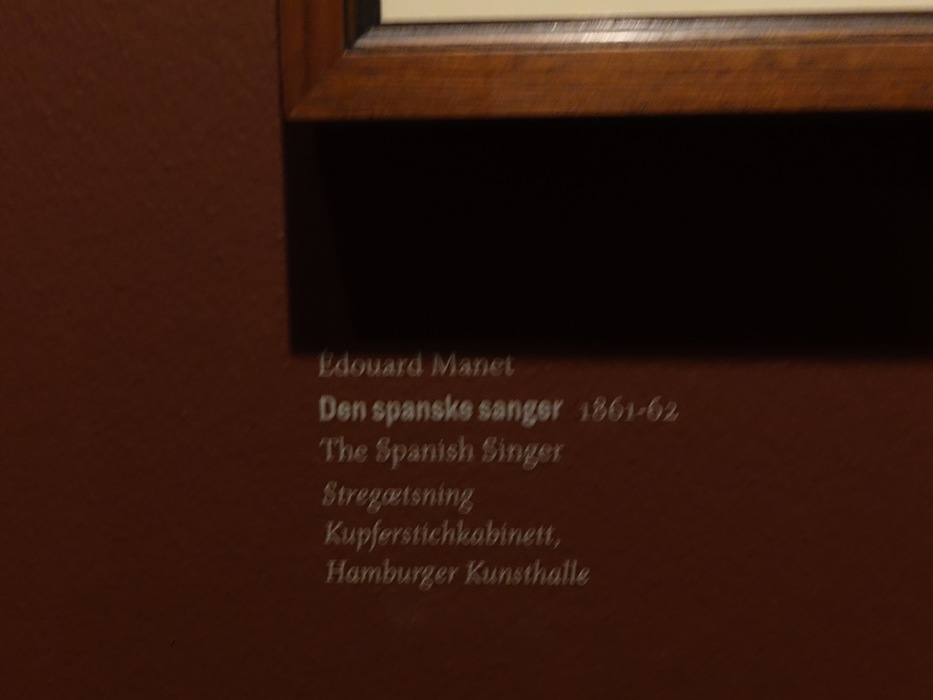 Édouard Manet
Den spanske sanger 1861-62
The Spanish Singer
Stregætsning
Kupferstichkabinett,
Hamburger Kunsthalle